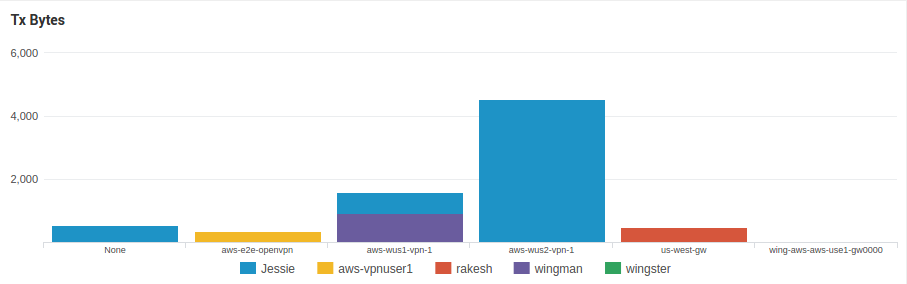 Tx Bytes
6,000
4,000
2,000
None aws-e2e-openvpn aws-wus1-vpn-1 aws-wus2-vpn-1 us-west-gw wing-aws-aws-use1-gw0000
Jessie aws-vpnuser1 rakesh wingman wingster